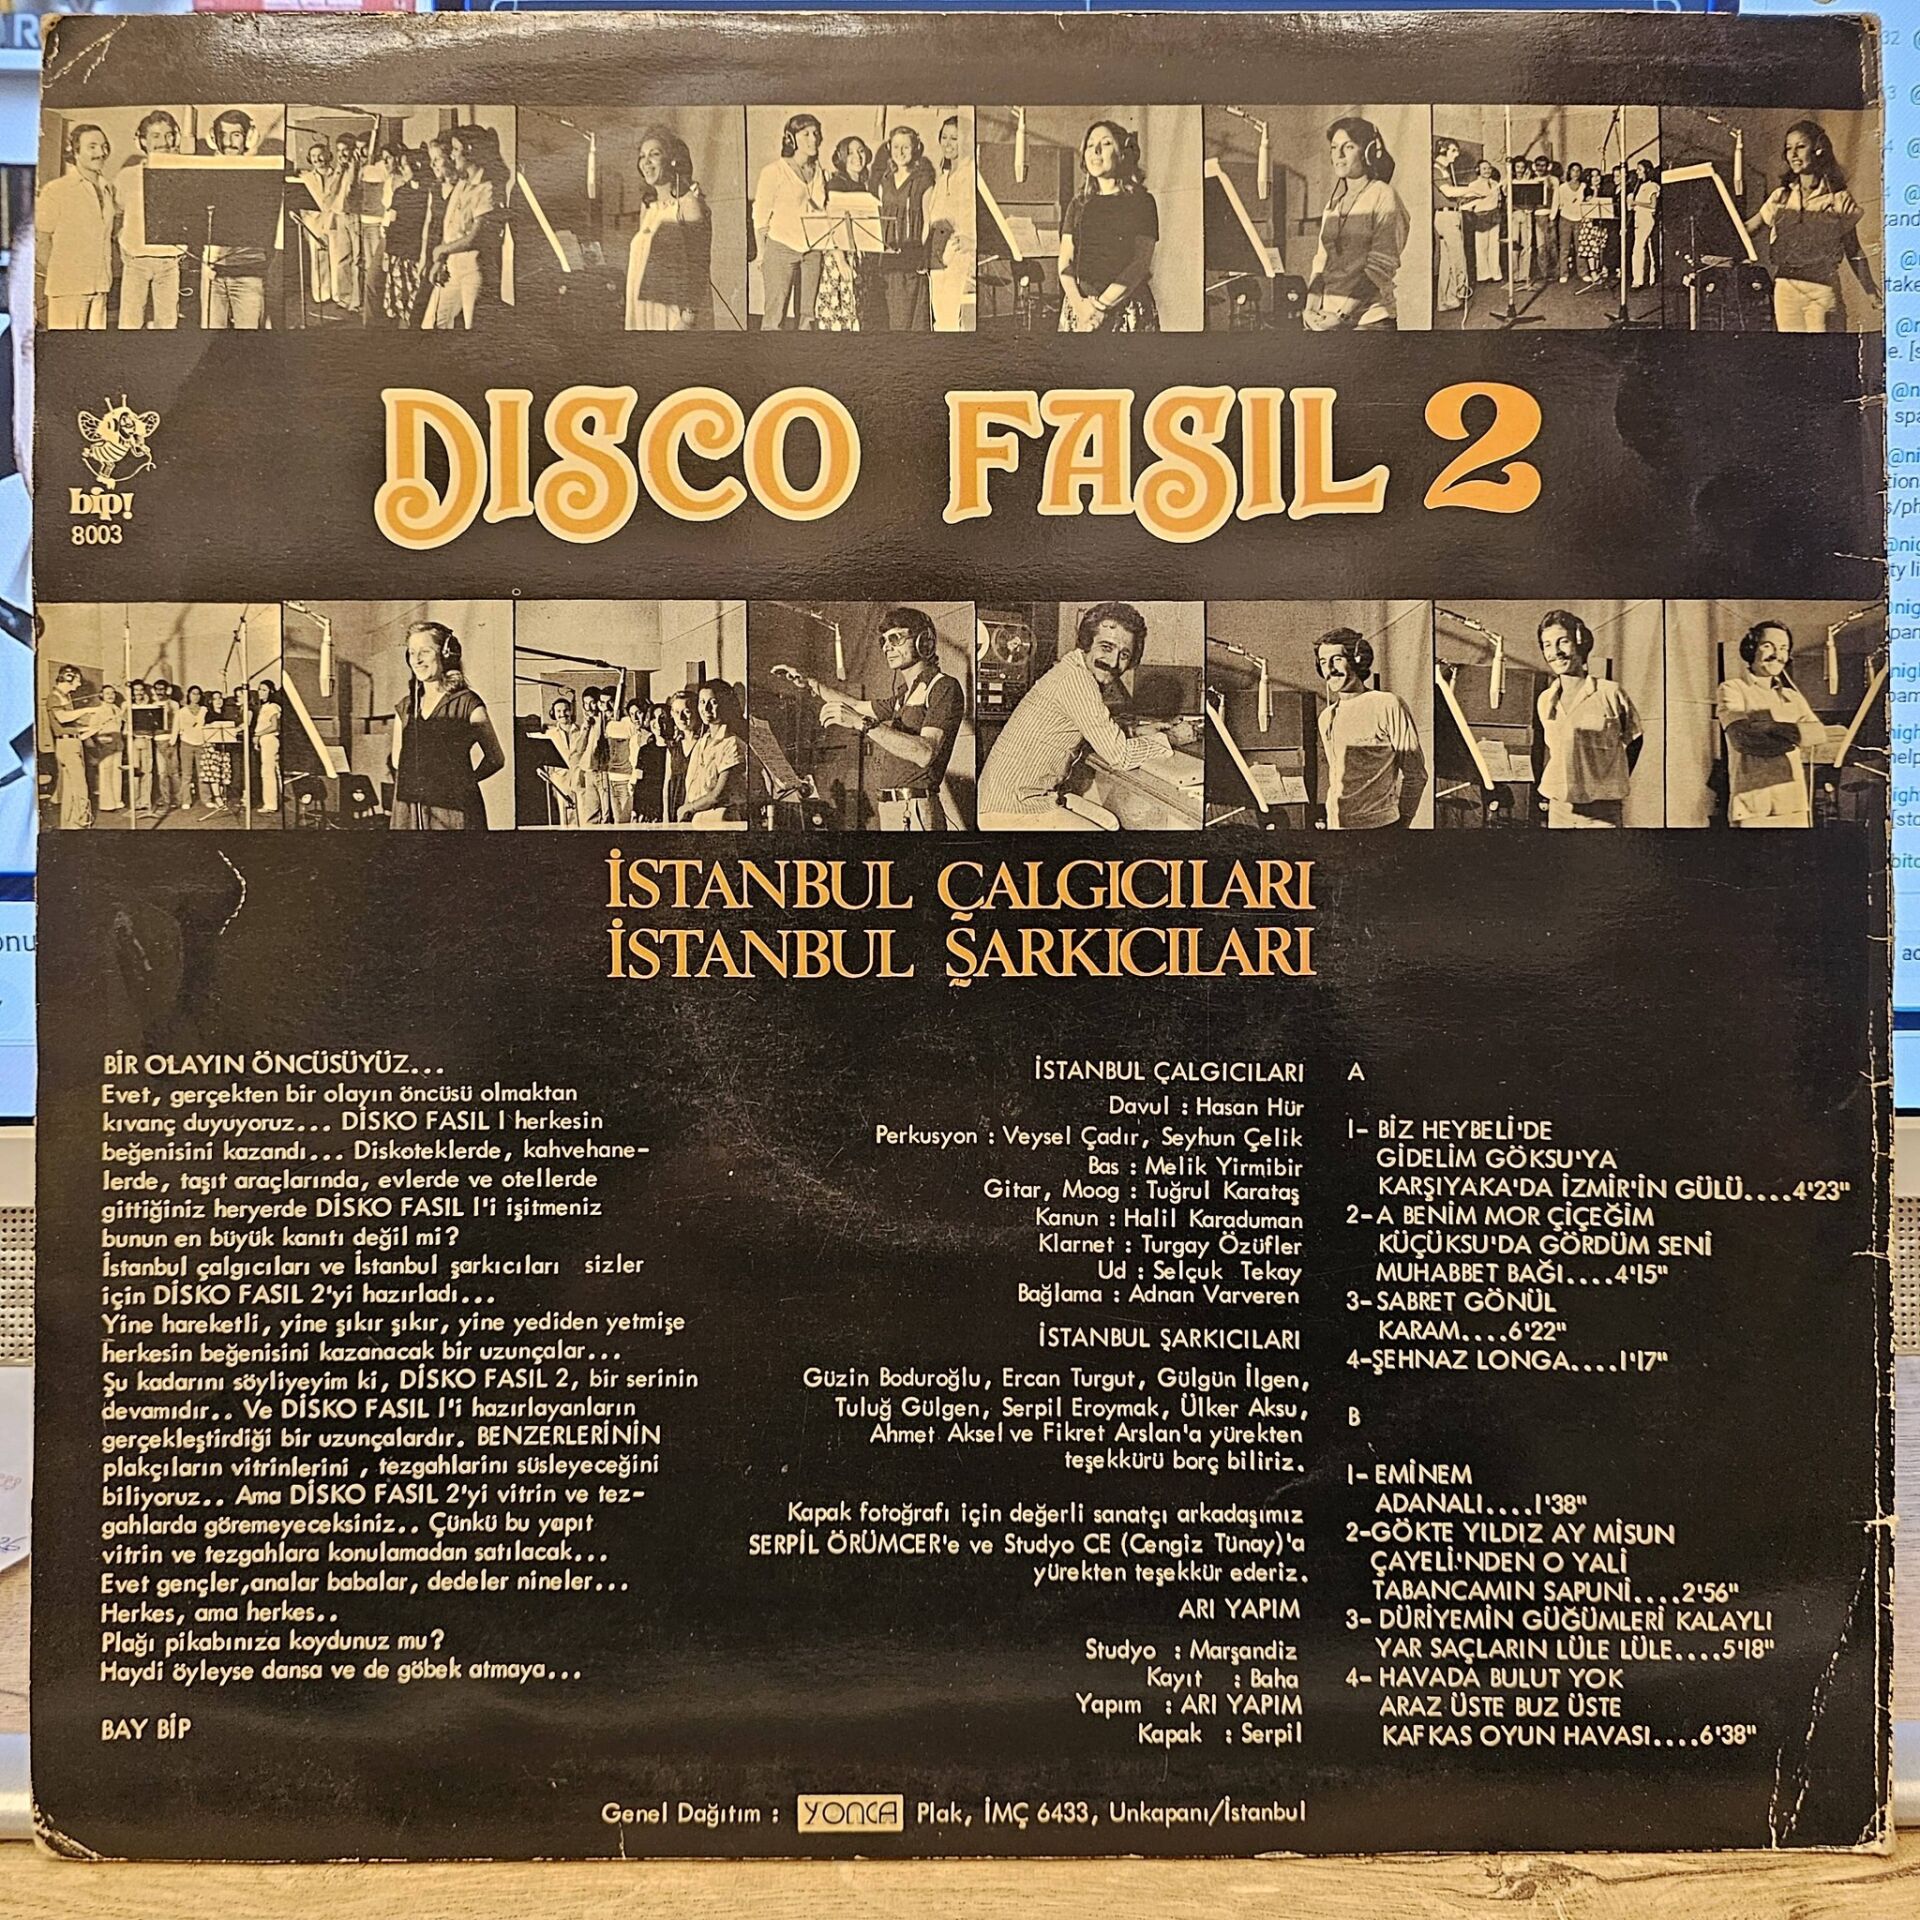 DISCO FASIL 2
bip!
8003
İSTANBUL ÇALGICILARI
İSTANBUL ŞARKICILARI
BİR OLAYIN ÖNCÜSÜYÜZ...
Evet, gerçekten bir olayın öncüsü olmaktan
kıvanç duyuyoruz... DİSKO FASIL I herkesin
beğenisini kazandı... Diskoteklerde, kahvehane-
lerde, taşıt araçlarında, evlerde ve otellerde
gittiğiniz heryerde DİSKO FASIL I'i işitmeniz
bunun en büyük kanıtı değil mi?
İstanbul çalgıcıları ve İstanbul şarkıcıları sizler
için DİSKO FASIL 2'yi hazırladı...
Yine hareketli, yine şıkır şıkır, yine yediden yetmişe
herkesin beğenisini kazanacak bir uzunçalar...
Şu kadarını söyliyeyim ki, DİSKO FASIL 2, bir serinin
devamıdır.. Ve DİSKO FASIL I'i hazırlayanların
gerçekleştirdiği bir uzunçalardır. BENZERLERİNİN
plakçıların vitrinlerini , tezgahlarını süsleyeceğini
biliyoruz.. Ama DİSKO FASIL 2'yi vitrin ve tez-
gahlarda göremeyeceksiniz.. Çünkü bu yapıt
vitrin ve tezgahlara konulamadan satılacak...
Evet gençler,analar babalar, dedeler nineler...
Herkes, ama herkes..
Plağı pikabınıza koydunuz mu?
Haydi öyleyse dansa ve de göbek atmaya...
BAY BİP
İSTANBUL ÇALGICILARI
Davul : Hasan Hür
Perkusyon : Veysel Çadır, Seyhun Çelik
Bas : Melik Yirmibir
Gitar, Moog : Tuğrul Karataş
Kanun : Halil Karaduman
Klarnet : Turgay Özüfler
Ud : Selçuk Tekay
Bağlama : Adnan Varveren
İSTANBUL ŞARKICILARI
Güzin Boduroğlu, Ercan Turgut, Gülgün İlgen,
Tuluğ Gülgen, Serpil Eroymak, Ülker Aksu,
Ahmet Aksel ve Fikret Arslan'a yürekten
teşekkürü borç biliriz.
Kapak fotoğrafı için değerli sanatçı arkadaşımız
SERPİL ÖRÜMCER'e ve Studyo CE (Cengiz Tünay)'a
yürekten teşekkür ederiz.
ARI YAPIM
Studyo : Marşandiz
Kayıt : Baha
Yapım : ARI YAPIM
Kapak : Serpil
A
I- BİZ HEYBELİ'DE
GİDELİM GÖKSU'YA
KARŞIYAKA'DA İZMİR'İN GÜLÜ....4'23"
2-A BENİM MOR ÇİÇEĞİM
KÜÇÜKSU'DA GÖRDÜM SENİ
MUHABBET BAĞI....4'I5"
3-SABRET GÖNÜL
KARAM....6'22"
4-ŞEHNAZ LONGA....I'I7"
B
I- EMİNEM
ADANALI....I'38"
2-GÖKTE YILDIZ AY MİSUN
ÇAYELİ'NDEN O YALİ
TABANCAMIN SAPUNİ....2'56"
3- DÜRİYEMİN GÜĞÜMLERİ KALAYLI
YAR SAÇLARIN LÜLE LÜLE....5'I8"
4- HAVADA BULUT YOK
ARAZ ÜSTE BUZ ÜSTE
KAFKAS OYUN HAVASI....6'38"
Genel Dağıtım : YONCA Plak, İMÇ 6433, Unkapanı/İstanbul